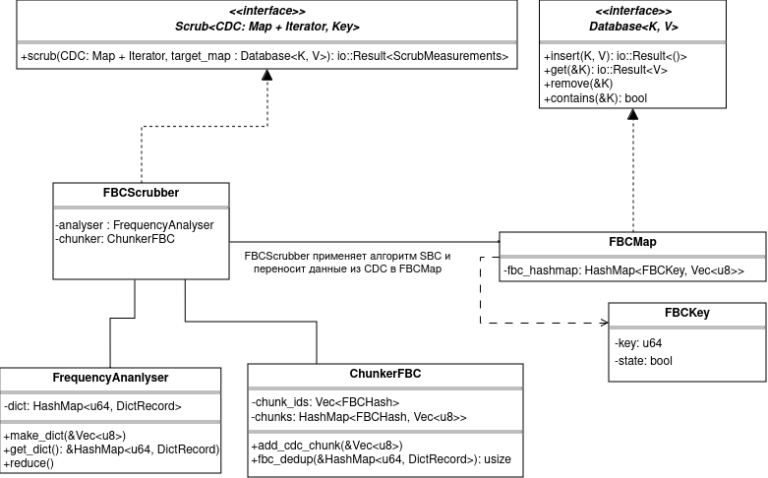 <<interface>>
Scrub<CDC: Map + Iterator, Key>
+scrub(CDC: Map + Iterator, target_map : Database<K, V>): io::Result<ScrubMeasurements>
<<interface>>
Database<K, V>
+insert(K, V): io::Result<()>
+get(&K): io::Result<V>
+remove(&K)
+contains(&K): bool
FBCScrubber
-analyser : FrequencyAnalyser
-chunker: ChunkerFBC
FBCScrubber применяет алгоритм SBC и
переносит данные из CDC в FBCMap
FBCMap
-fbc_hashmap: HashMap<FBCKey, Vec<u8>>
FBCKey
-key: u64
-state: bool
FrequencyAnanlyser
-dict: HashMap<u64, DictRecord>
+make_dict(&Vec<u8>)
+get_dict(): &HashMap<u64, DictRecord)
+reduce()
ChunkerFBC
-chunk_ids: Vec<FBCHash>
-chunks: HashMap<FBCHash, Vec<u8>>
+add_cdc_chunk(&Vec<u8>)
+fbc_dedup(&HashMap<u64, DictRecord>): usize